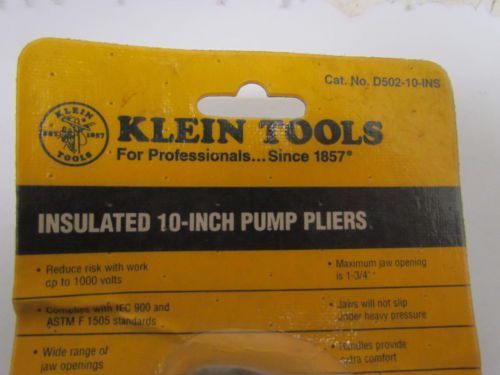 Cat. No. D502-10-INS
KLEIN
EST. 1857
TOOLS
KLEIN TOOLS
For Professionals...Since 1857®
INSULATED 10-INCH PUMP PLIERS
• Reduce risk with work
up to 1000 volts
• Complies with IEC 900 and
ASTM F 1505 standards
• Wide range of
jaw openings
• Maximum jaw opening
is 1-3/4"
• Jaws will not slip
under heavy pressure
• Handles provide
extra comfort